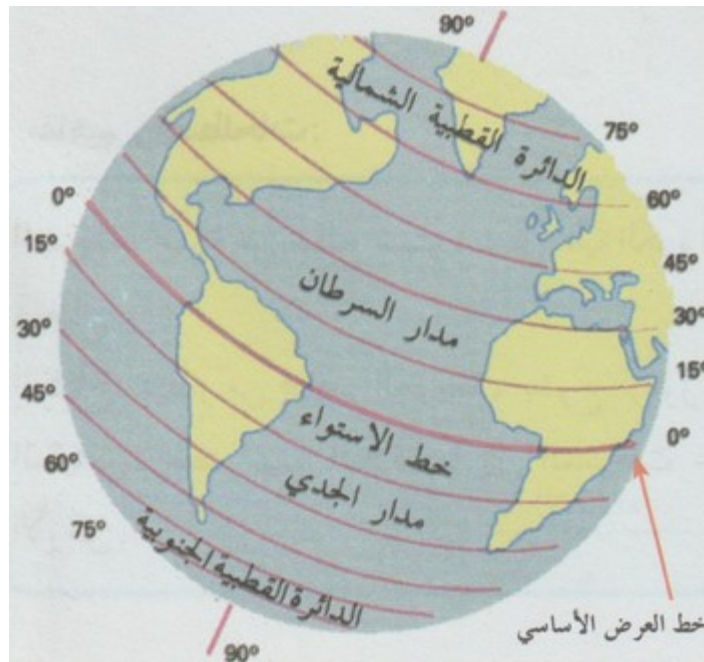 90°
75°
60°
45°
30°
15°
0°
0°
15°
30°
45°
60°
75°
90°
الدائرة القطبية الشمالية
مدار السرطان
خط الاستواء
مدار الجدي
الدائرة القطبية الجنوبية
خط العرض الأساسي